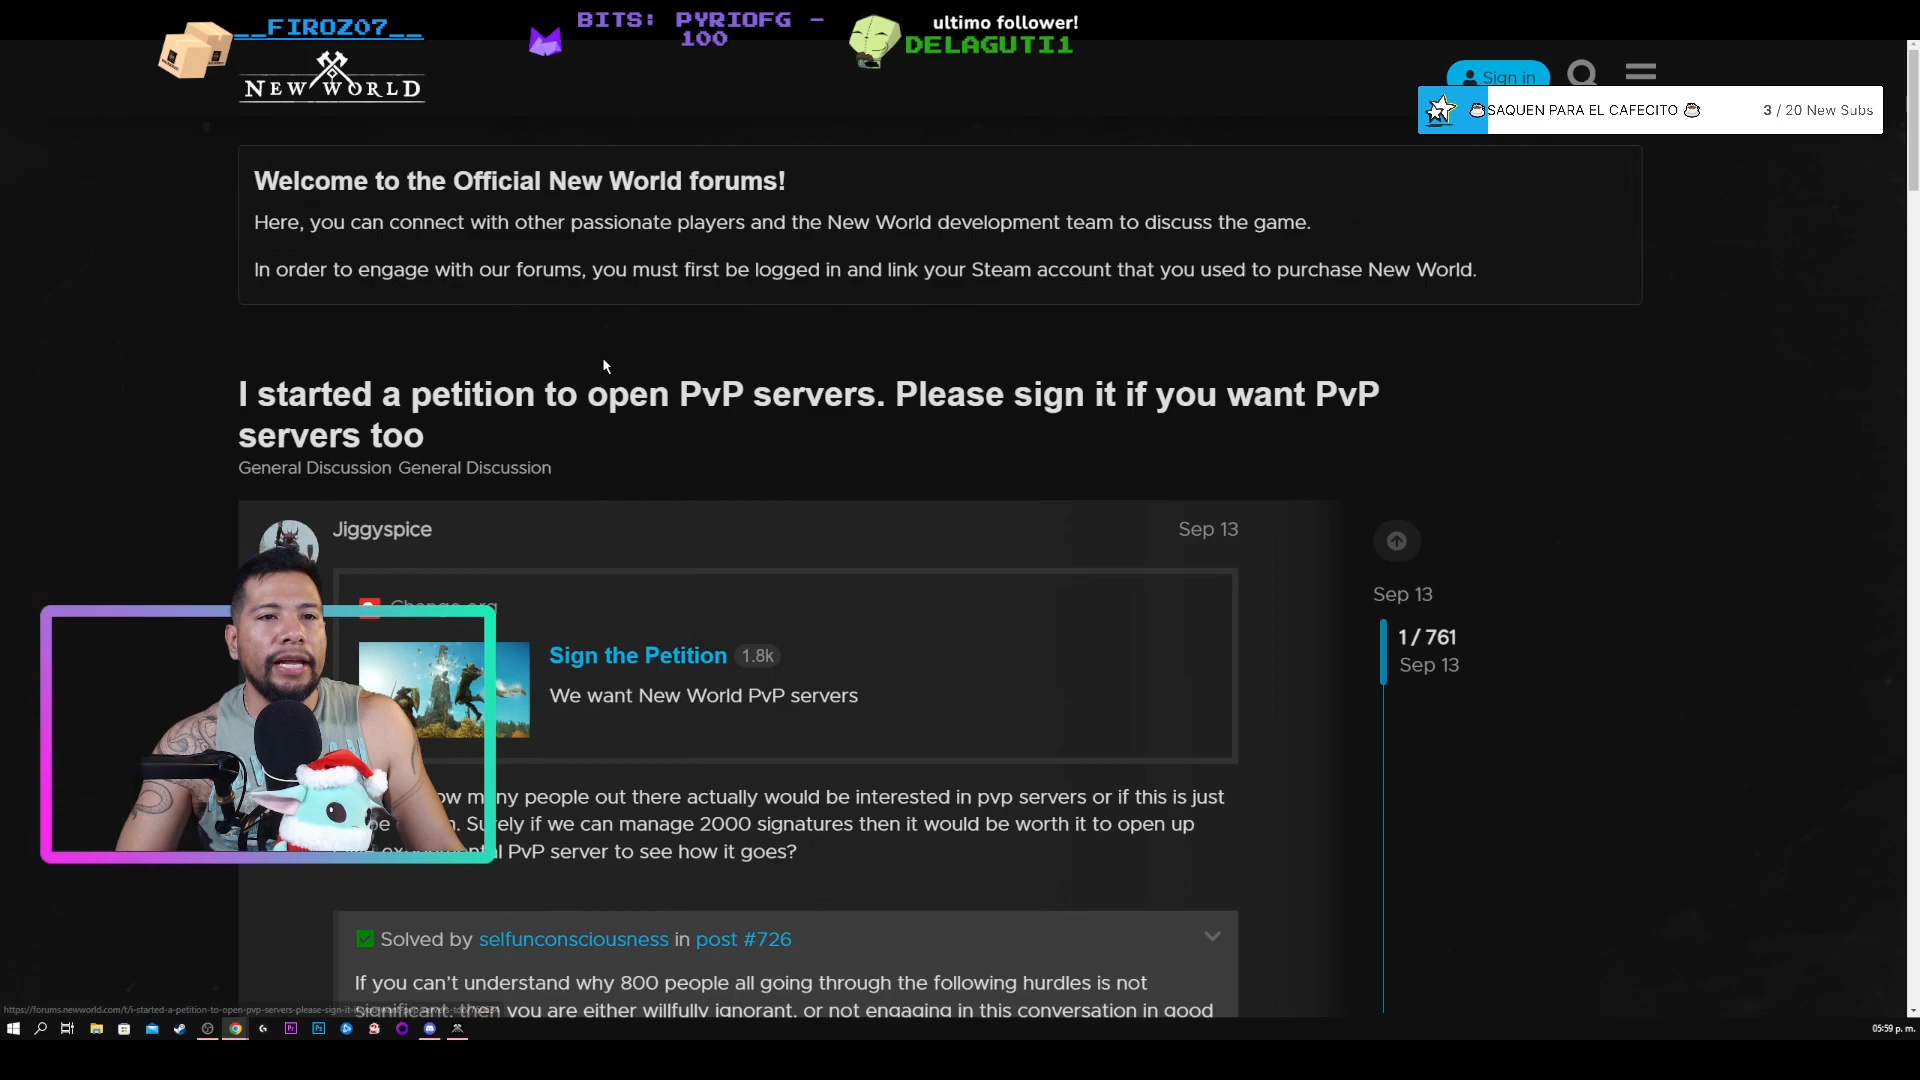 __FIROZ07__
BITS: PYRIOFG -
100
ultimo follower!
DELAGUTI1
NEW WORLD
Sign in
SAQUEN PARA EL CAFECITO
3 / 20 New Subs
Welcome to the Official New World forums!
Here, you can connect with other passionate players and the New World development team to discuss the game.
In order to engage with our forums, you must first be logged in and link your Steam account that you used to purchase New World.
I started a petition to open PvP servers. Please sign it if you want PvP
servers too
General Discussion General Discussion
Jiggyspice
Sep 13
Change.org
Sign the Petition 1.8k
We want New World PvP servers
many people out there actually would be interested in pvp servers or if this is just
Surely if we can manage 2000 signatures then it would be worth it to open up
PvP server to see how it goes?
Sep 13
1 / 761
Sep 13
Solved by selfunconsciousness in post #726
If you can't understand why 800 people all going through the following hurdles is not
significant, then you are either willfully ignorant, or not engaging in this conversation in good
05:59 p. m.